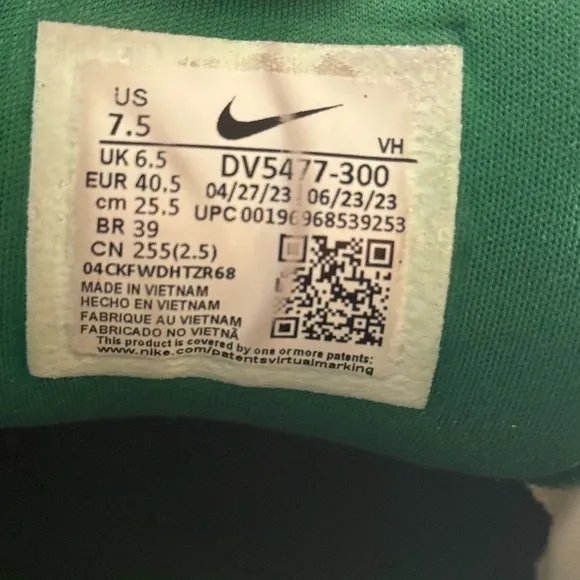 US
7.5
VH
UK 6.5
DV5477-300
EUR 40.5
04/27/23 06/23/23
cm 25.5
UPC 00196968539253
BR 39
CN 255(2.5)
04CKFWDHTZR68
MADE IN VIETNAM
HECHO EN VIETNAM
FABRIQUE AU VIETNAM
FABRICADO NO VIETNÃ
This product is covered by one or more patents:
www.nike.com/patentsvirtualmarking